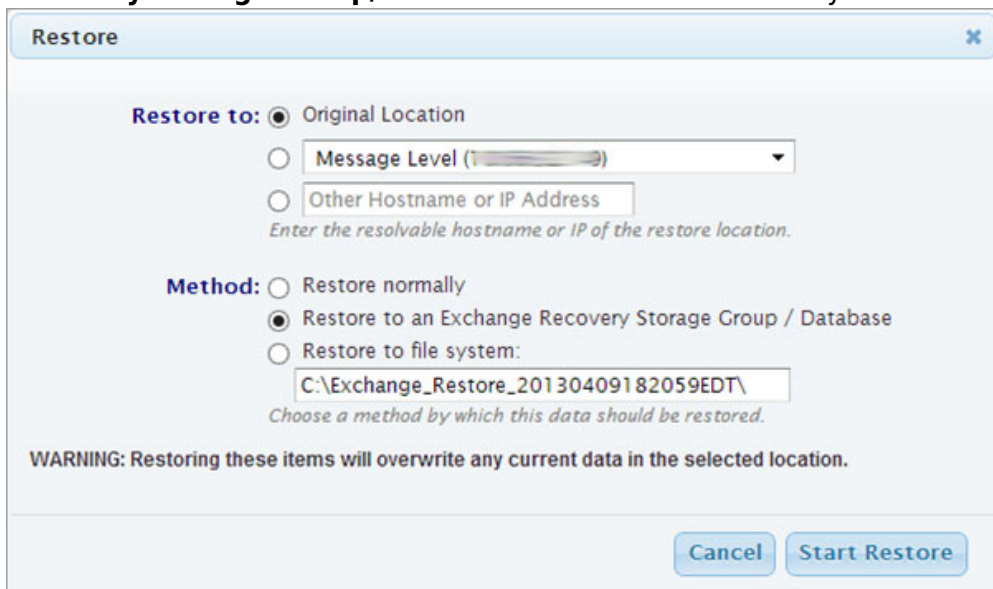 Restore
Restore to: Original Location
Message Level (
Other Hostname or IP Address
Enter the resolvable hostname or IP of the restore location.
Method: Restore normally
Restore to an Exchange Recovery Storage Group / Database
Restore to file system:
C:\Exchange_Restore_20130409182059EDT\
Choose a method by which this data should be restored.
WARNING: Restoring these items will overwrite any current data in the selected location.
Cancel Start Restore